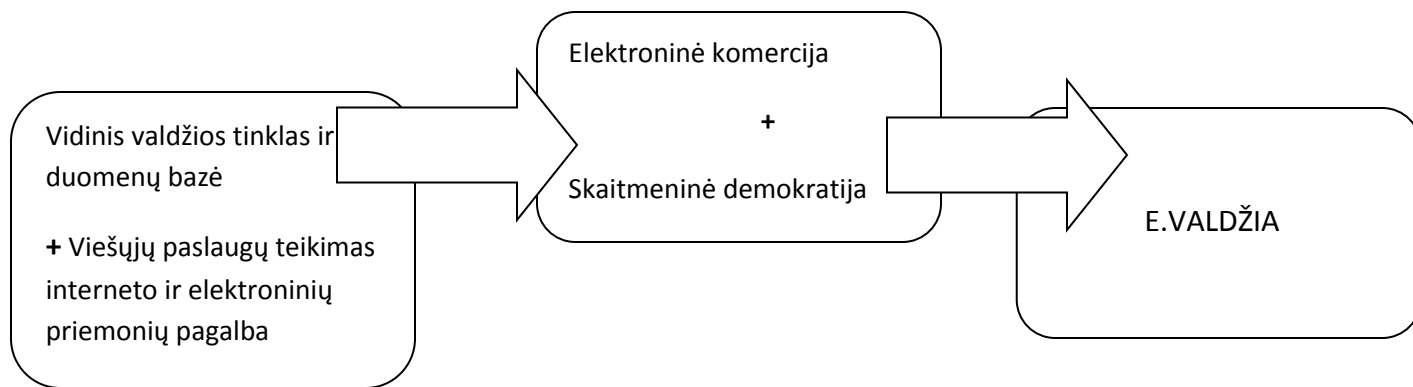 Vidinis valdžios tinklas ir
duomenų bazė
+ Viešųjų paslaugų teikimas
interneto ir elektroninių
priemonių pagalba
Elektroninė komercija
+
Skaitmeninė demokratija
E.VALDŽIA